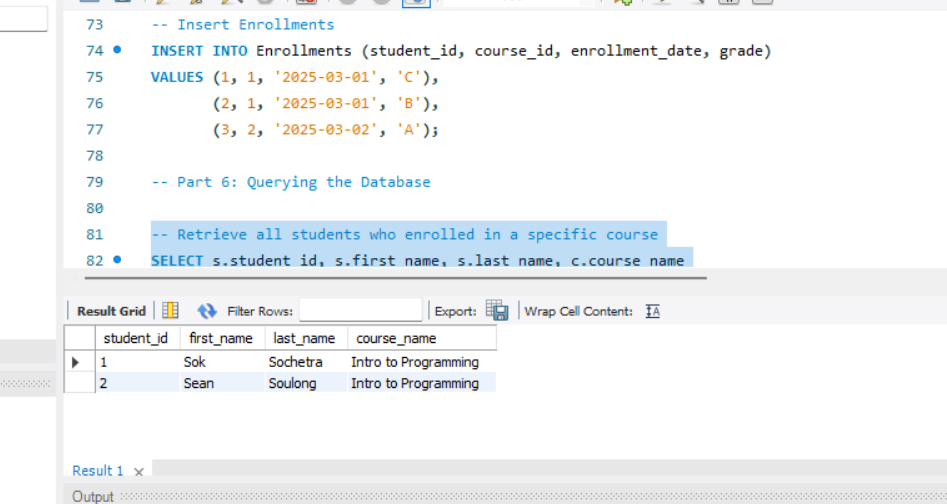 73 -- Insert Enrollments
74 INSERT INTO Enrollments (student_id, course_id, enrollment_date, grade)
75 VALUES (1, 1, '2025-03-01', 'C'),
76 (2, 1, '2025-03-01', 'B'),
77 (3, 2, '2025-03-02', 'A');
78
79 -- Part 6: Querying the Database
80
81 -- Retrieve all students who enrolled in a specific course
82 SELECT s.student_id, s.first_name, s.last_name, c.course_name
Result Grid Filter Rows: Export: Wrap Cell Content:
student_id first_name last_name course_name
1 Sok Sochetra Intro to Programming
2 Sean Soulong Intro to Programming
Result 1
Output